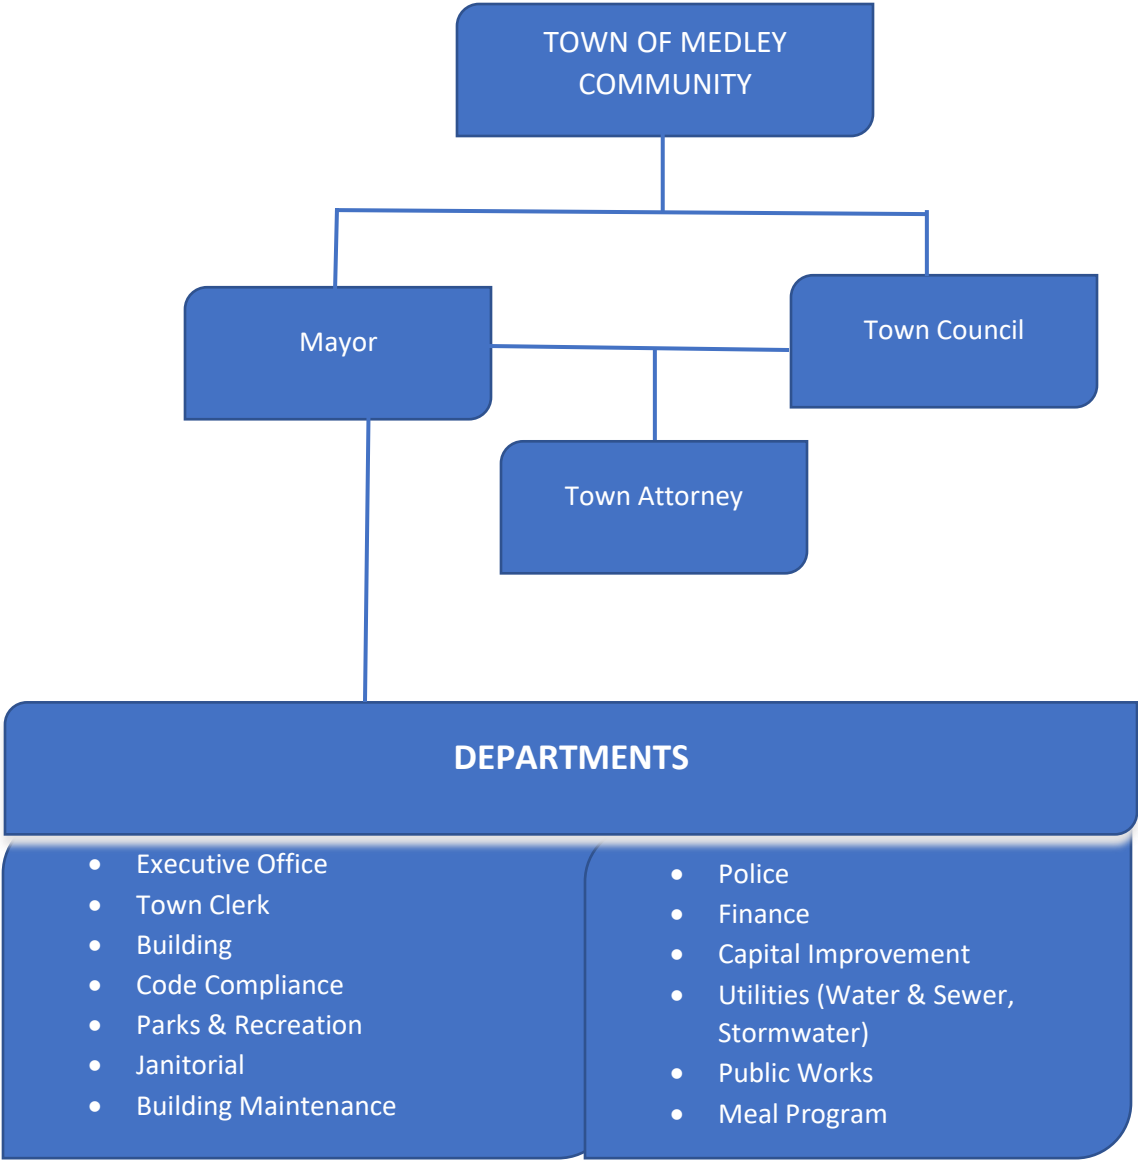 TOWN OF MEDLEY
COMMUNITY
Mayor
Town Council
Town Attorney
DEPARTMENTS
• Executive Office
• Town Clerk
• Building
• Code Compliance
• Parks & Recreation
• Janitorial
• Building Maintenance
• Police
• Finance
• Capital Improvement
• Utilities (Water & Sewer,
Stormwater)
• Public Works
• Meal Program